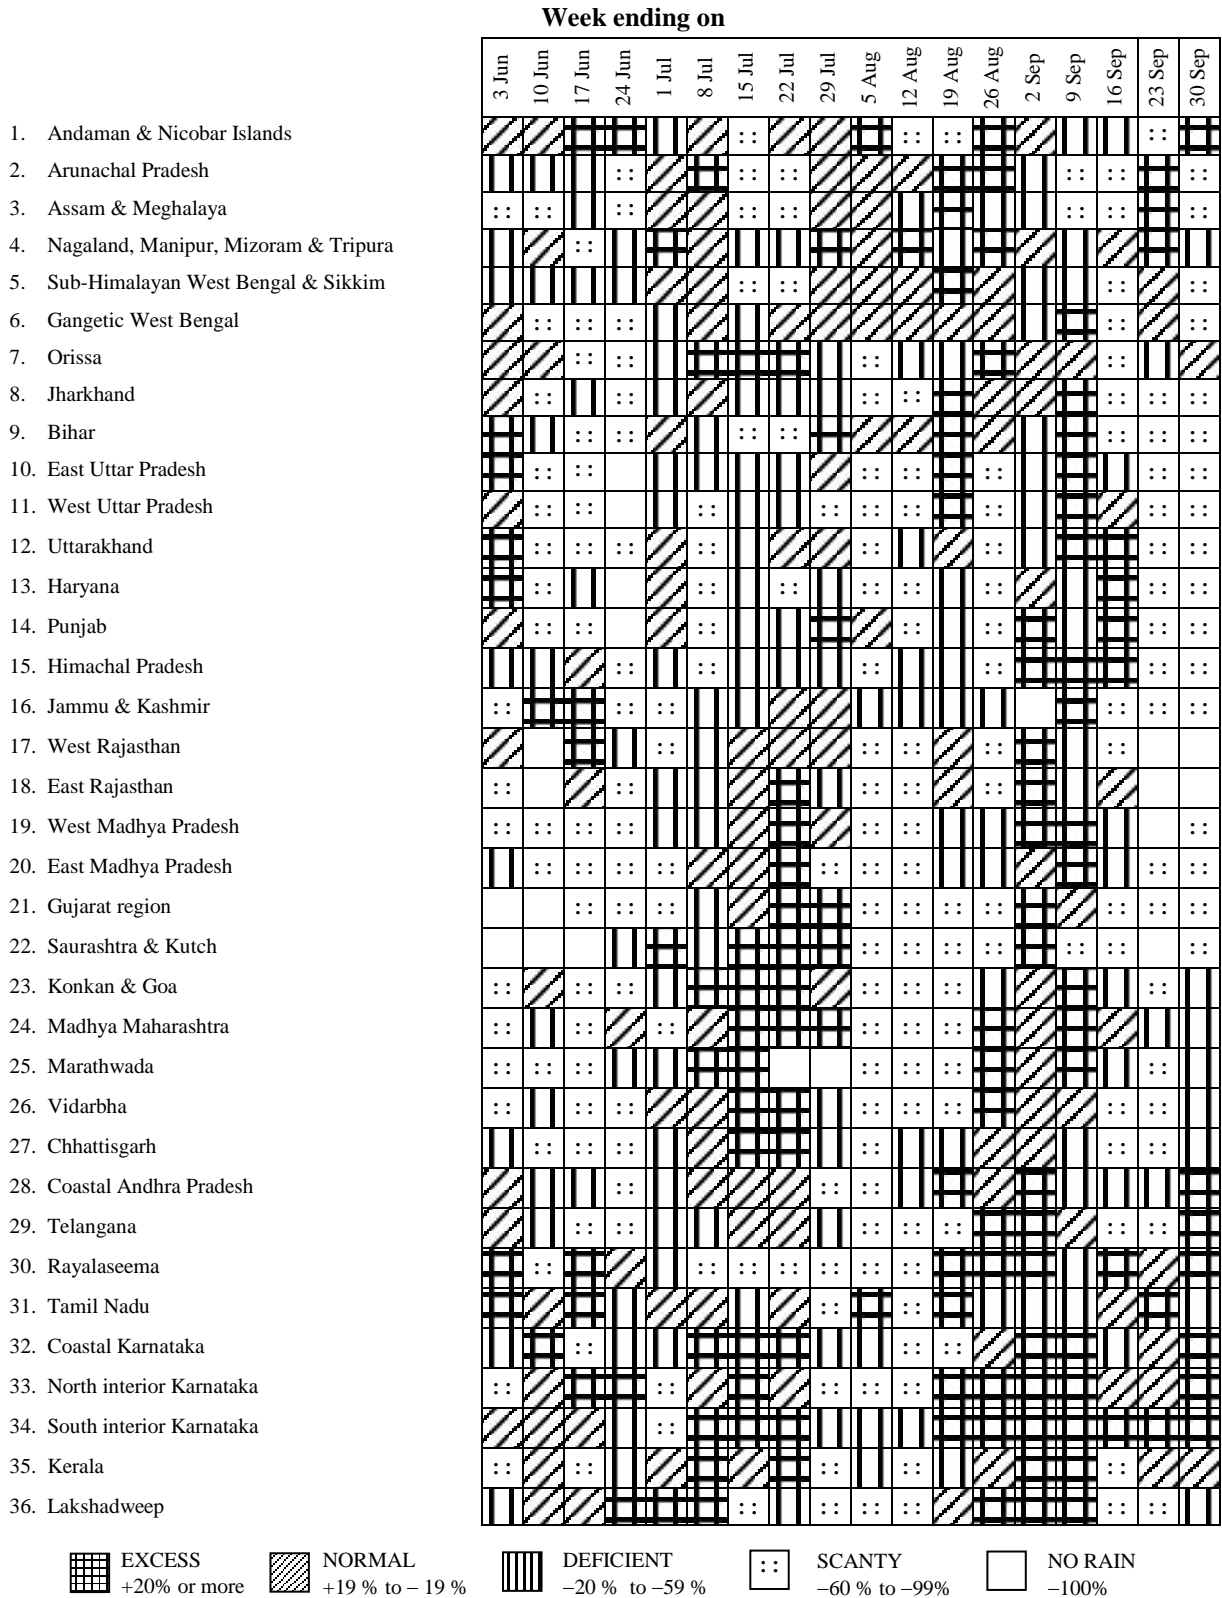 Week ending on
3 Jun 10 Jun 17 Jun 24 Jun 1 Jul 8 Jul 15 Jul 22 Jul 29 Jul 5 Aug 12 Aug 19 Aug 26 Aug 2 Sep 9 Sep 16 Sep 23 Sep 30 Sep
1. Andaman & Nicobar Islands
2. Arunachal Pradesh
3. Assam & Meghalaya
4. Nagaland, Manipur, Mizoram & Tripura
5. Sub-Himalayan West Bengal & Sikkim
6. Gangetic West Bengal
7. Orissa
8. Jharkhand
9. Bihar
10. East Uttar Pradesh
11. West Uttar Pradesh
12. Uttarakhand
13. Haryana
14. Punjab
15. Himachal Pradesh
16. Jammu & Kashmir
17. West Rajasthan
18. East Rajasthan
19. West Madhya Pradesh
20. East Madhya Pradesh
21. Gujarat region
22. Saurashtra & Kutch
23. Konkan & Goa
24. Madhya Maharashtra
25. Marathwada
26. Vidarbha
27. Chhattisgarh
28. Coastal Andhra Pradesh
29. Telangana
30. Rayalaseema
31. Tamil Nadu
32. Coastal Karnataka
33. North interior Karnataka
34. South interior Karnataka
35. Kerala
36. Lakshadweep
EXCESS NORMAL DEFICIENT SCANTY NO RAIN
+20% or more +19 % to – 19 % –20 % to –59 % –60 % to –99% –100%